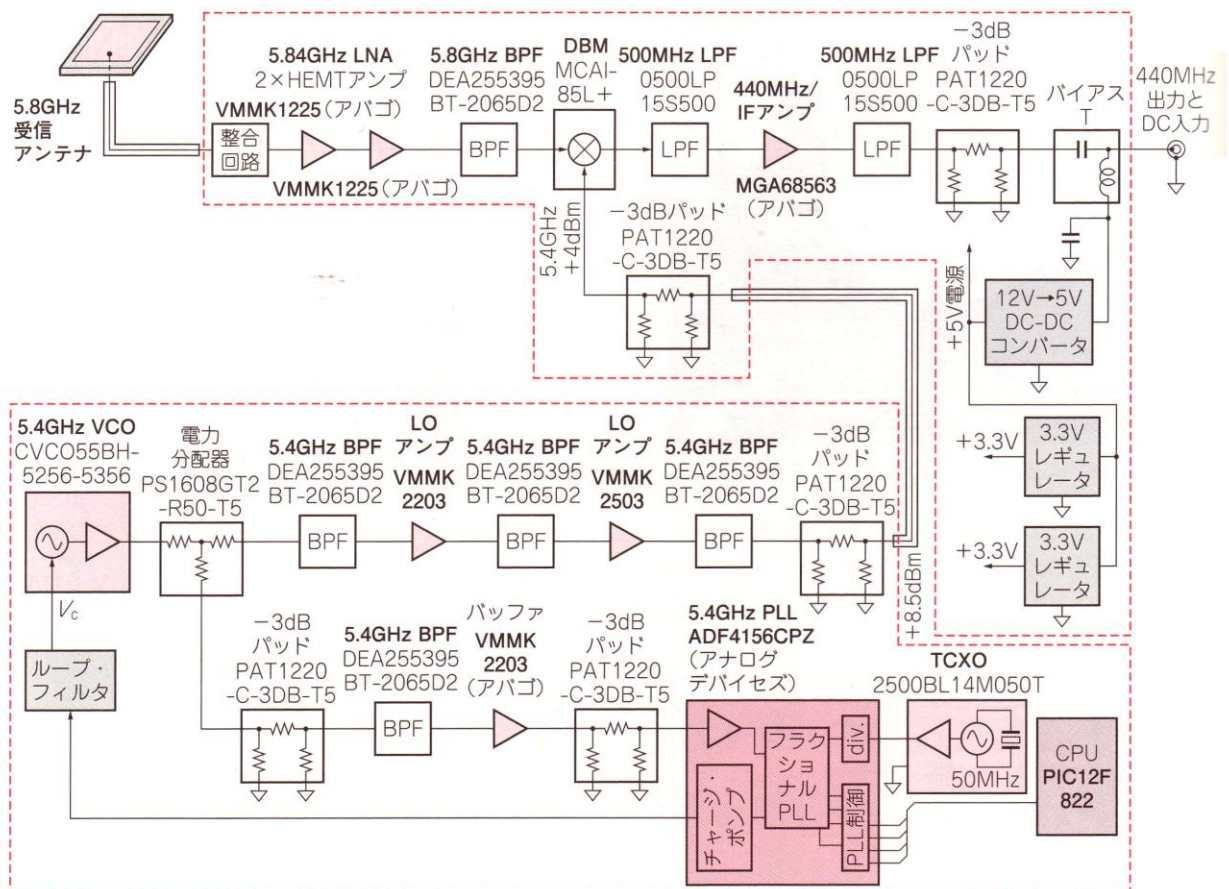 5.8GHz
受信
アンテナ
整合
回路
VMMK1225(アバゴ)
VMMK1225(アバゴ)
5.84GHz LNA
2×HEMTアンプ
5.8GHz BPF
DEA255395
BT-2065D2
BPF
DBM
MCAI-
85L+
500MHz LPF
0500LP
15S500
LPF
440MHz/
IFアンプ
MGA68563
(アバゴ)
500MHz LPF
0500LP
15S500
LPF
−3dB
パッド
PAT1220
-C-3DB-T5
バイアス
T
440MHz
出力と
DC入力
5.4GHz
+4dBm
−3dBパッド
PAT1220
-C-3DB-T5
+5V電源
12V→5V
DC-DC
コンバータ
+3.3V
3.3V
レギュ
レータ
+3.3V
3.3V
レギュ
レータ
5.4GHz VCO
CVCO55BH-
5256-5356
電力
分配器
PS1608GT2
-R50-T5
5.4GHz BPF
DEA255395
BT-2065D2
BPF
LO
アンプ
VMMK
2203
5.4GHz BPF
DEA255395
BT-2065D2
BPF
LO
アンプ
VMMK
2503
5.4GHz BPF
DEA255395
BT-2065D2
BPF
−3dB
パッド
PAT1220
-C-3DB-T5
+8.5dBm
Vc
ループ・
フィルタ
−3dB
パッド
PAT1220
-C-3DB-T5
5.4GHz BPF
DEA255395
BT-2065D2
BPF
バッファ
VMMK
2203
(アバゴ)
−3dB
パッド
PAT1220
-C-3DB-T5
5.4GHz PLL
ADF4156CPZ
(アナログ
デバイセズ)
フラク
ショ
ナル
PLL
div.
チャージ・
ポンプ
PLL制御
TCXO
2500BL14M050T
50MHz
CPU
PIC12F
822